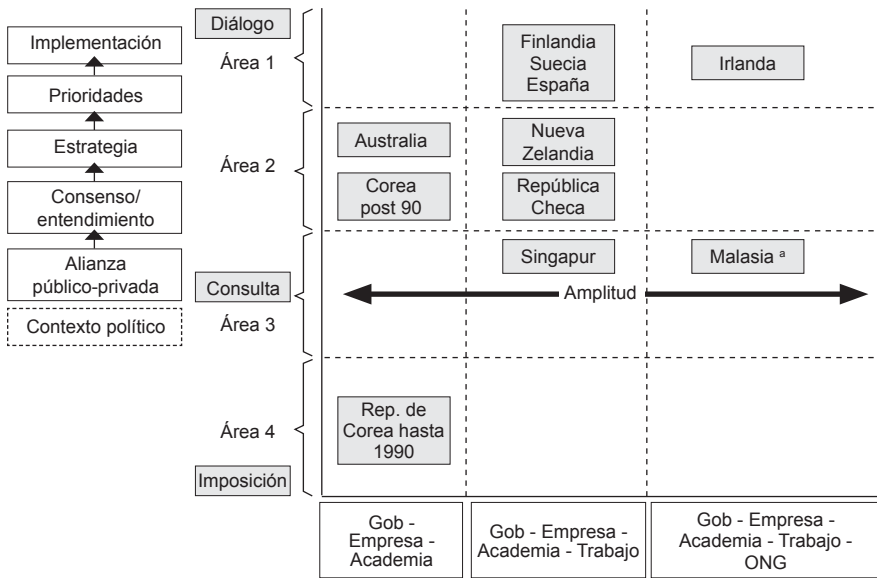 Implementación
Prioridades
Estrategia
Consenso/
entendimiento
Alianza
público-privada
Contexto político
Diálogo
Área 1
Área 2
Consulta
Área 3
Área 4
Imposición
Finlandia
Suecia
España
Irlanda
Australia
Nueva
Zelandia
Corea
post 90
República
Checa
Singapur
Malasia ª
Amplitud
Rep. de
Corea hasta
1990
Gob -
Empresa -
Academia
Gob - Empresa -
Academia - Trabajo
Gob - Empresa -
Academia - Trabajo -
ONG